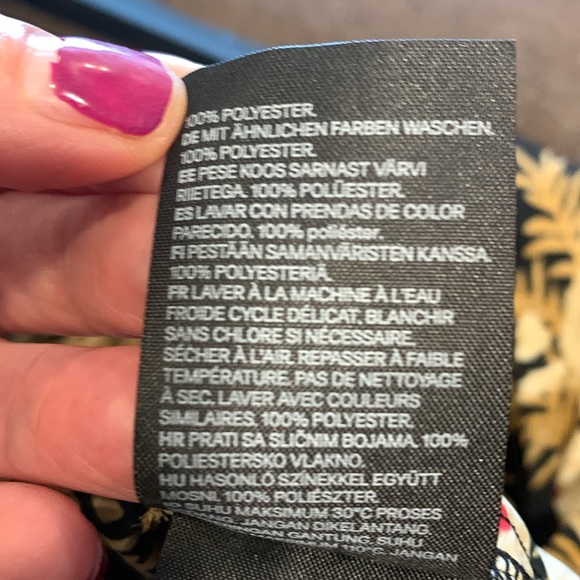 100% POLYESTER.
DE MIT ÄHNLICHEN FARBEN WASCHEN.
100% POLYESTER.
EE PESE KOOS SARNAST VÄRVI
RIIETEGA. 100% POLÜESTER.
ES LAVAR CON PRENDAS DE COLOR
PARECIDO. 100% poliéster.
FI PESTÄÄN SAMANVÄRISTEN KANSSA.
100% POLYESTERIÄ.
FR LAVER À LA MACHINE À L'EAU
FROIDE CYCLE DÉLICAT. BLANCHIR
SANS CHLORE SI NÉCESSAIRE.
SÉCHER À L'AIR. REPASSER À FAIBLE
TEMPÉRATURE. PAS DE NETTOYAGE
À SEC. LAVER AVEC COULEURS
SIMILAIRES. 100% POLYESTER.
HR PRATI SA SLIČNIM BOJAMA. 100%
POLIESTERSKO VLAKNO.
HU HASONLÓ SZÍNEKKEL EGYÜTT
MOSNI. 100% POLIÉSZTER.
SUHU MAKSIMUM 30°C PROSES
JANGAN DIKELANTANG
GANTUNG. SUHU
110°C. JANGAN